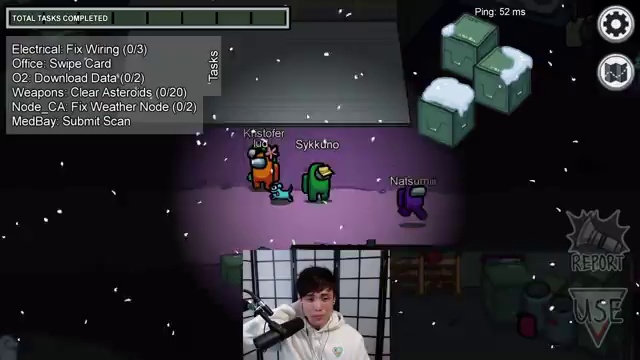 TOTAL TASKS COMPLETED
Ping: 52 ms
Electrical: Fix Wiring (0/3)
Office: Swipe Card
O2: Download Data (0/2)
Weapons: Clear Asteroids (0/20)
Node_CA: Fix Weather Node (0/2)
MedBay: Submit Scan
Tasks
Kristofer
Sykkuno
Natsumiii
REPORT
USE